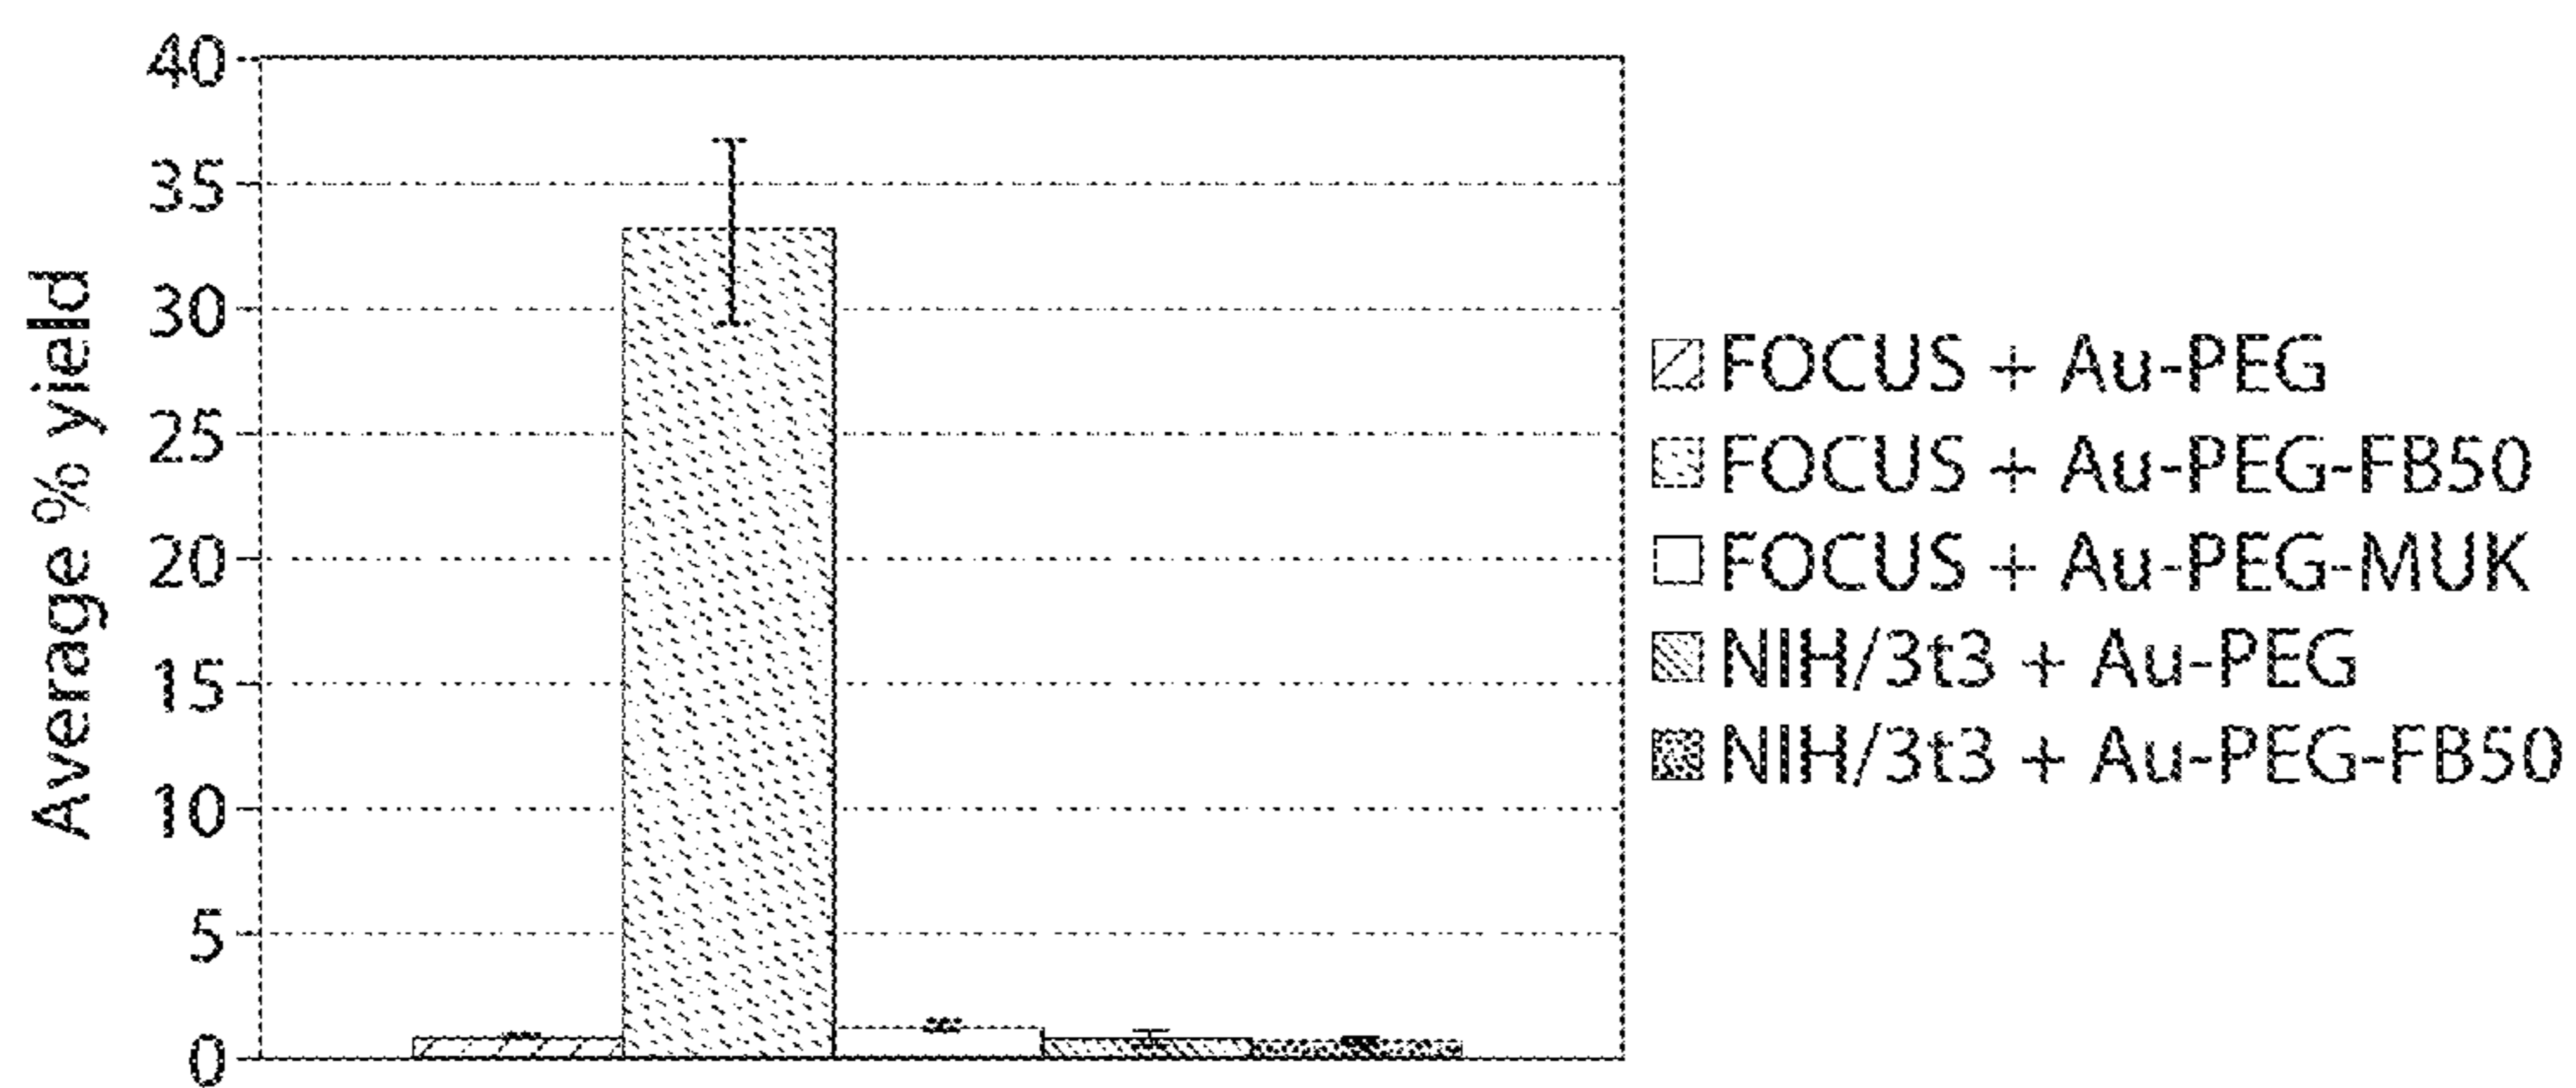 Average % yield
40
35
30
25
20
15
10
5
0
FOCUS + Au-PEG
FOCUS + Au-PEG-FB50
FOCUS + Au-PEG-MUK
NIH/3t3 + Au-PEG
NIH/3t3 + Au-PEG-FB50